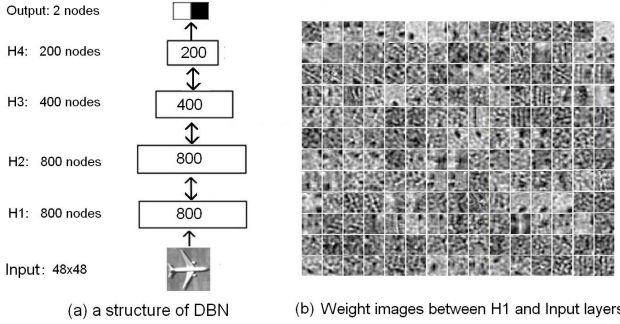 Output: 2 nodes
H4: 200 nodes
200
H3: 400 nodes
400
H2: 800 nodes
800
H1: 800 nodes
800
Input: 48x48
(a) a structure of DBN
(b) Weight images between H1 and Input layers